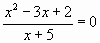 (x² − 3x + 2)/(x + 5) = 0